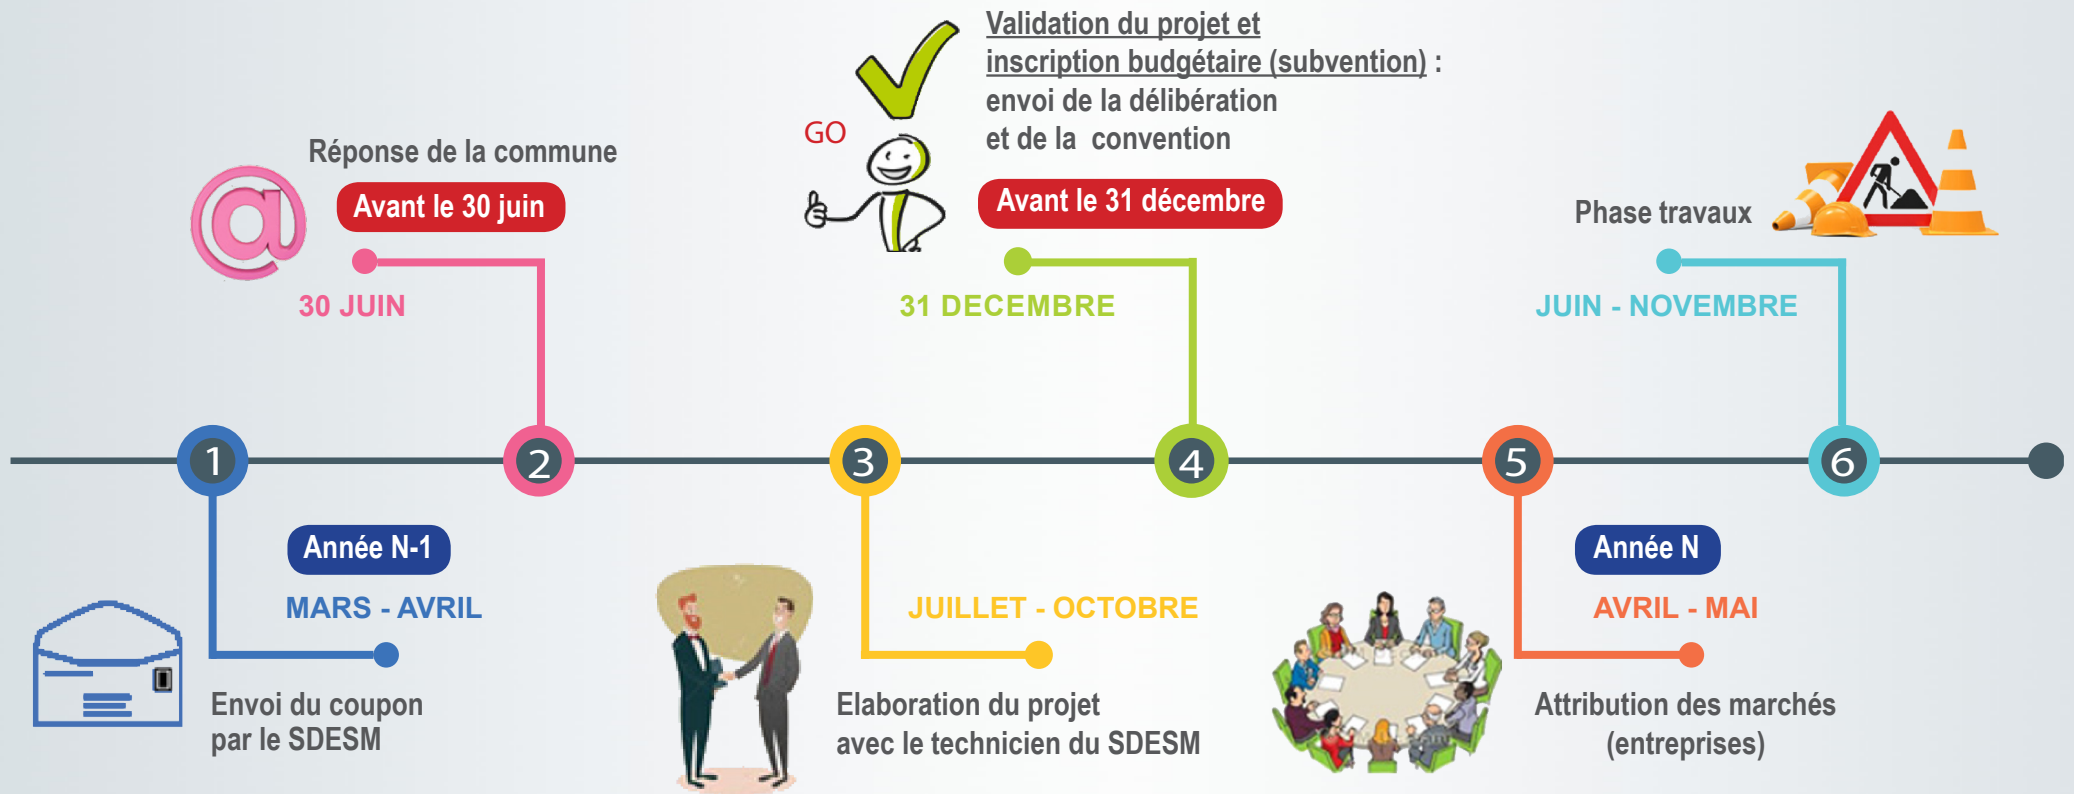 1
Année N-1
MARS - AVRIL
Envoi du coupon
par le SDESM
2
Réponse de la commune
Avant le 30 juin
30 JUIN
3
JUILLET - OCTOBRE
Elaboration du projet
avec le technicien du SDESM
4
GO
Validation du projet et
inscription budgétaire (subvention) :
envoi de la délibération
et de la convention
Avant le 31 décembre
31 DECEMBRE
5
Année N
AVRIL - MAI
Attribution des marchés
(entreprises)
6
Phase travaux
JUIN - NOVEMBRE